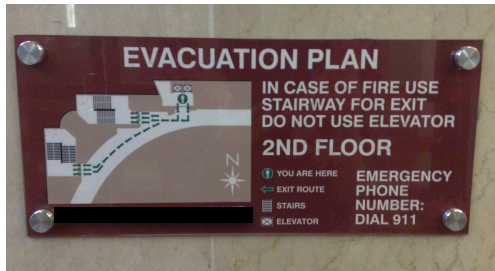 EVACUATION PLAN
IN CASE OF FIRE USE
STAIRWAY FOR EXIT
DO NOT USE ELEVATOR
2ND FLOOR
N
YOU ARE HERE
EXIT ROUTE
STAIRS
ELEVATOR
EMERGENCY
PHONE
NUMBER:
DIAL 911